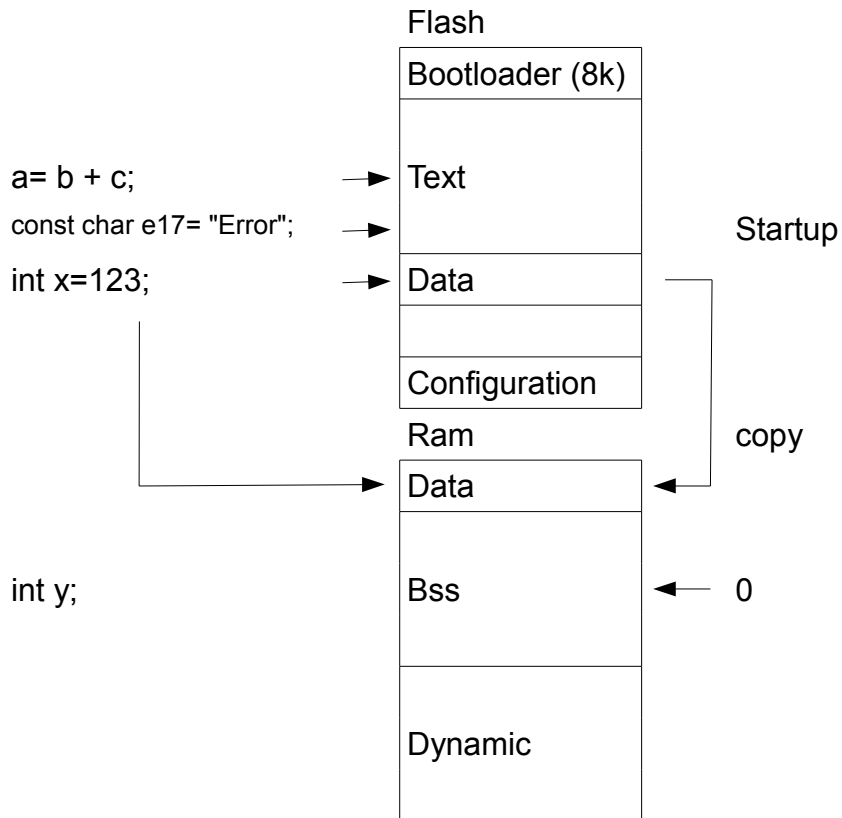 Flash
Bootloader (8k)
a= b + c;
Text
const char e17= "Error";
Startup
int x=123;
Data
Configuration
Ram
copy
Data
int y;
Bss
0
Dynamic